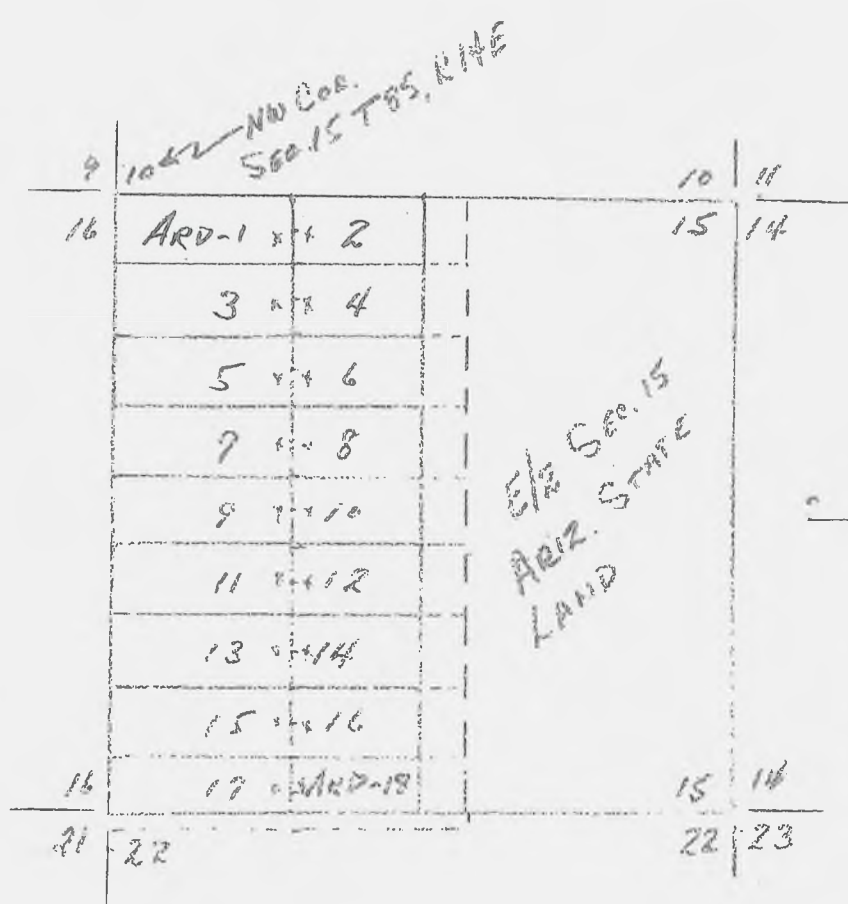 NW COR.
SEC. 15 T8S, R14E
9 10 10 11
16 15 14
ARD-1 2
3 4
5 6
7 8
9 10
11 12
13 14
15 16
17 ARD-18
E/2 SEC. 15
ARIZ. STATE
LAND
16 15 14
21 22 22 23